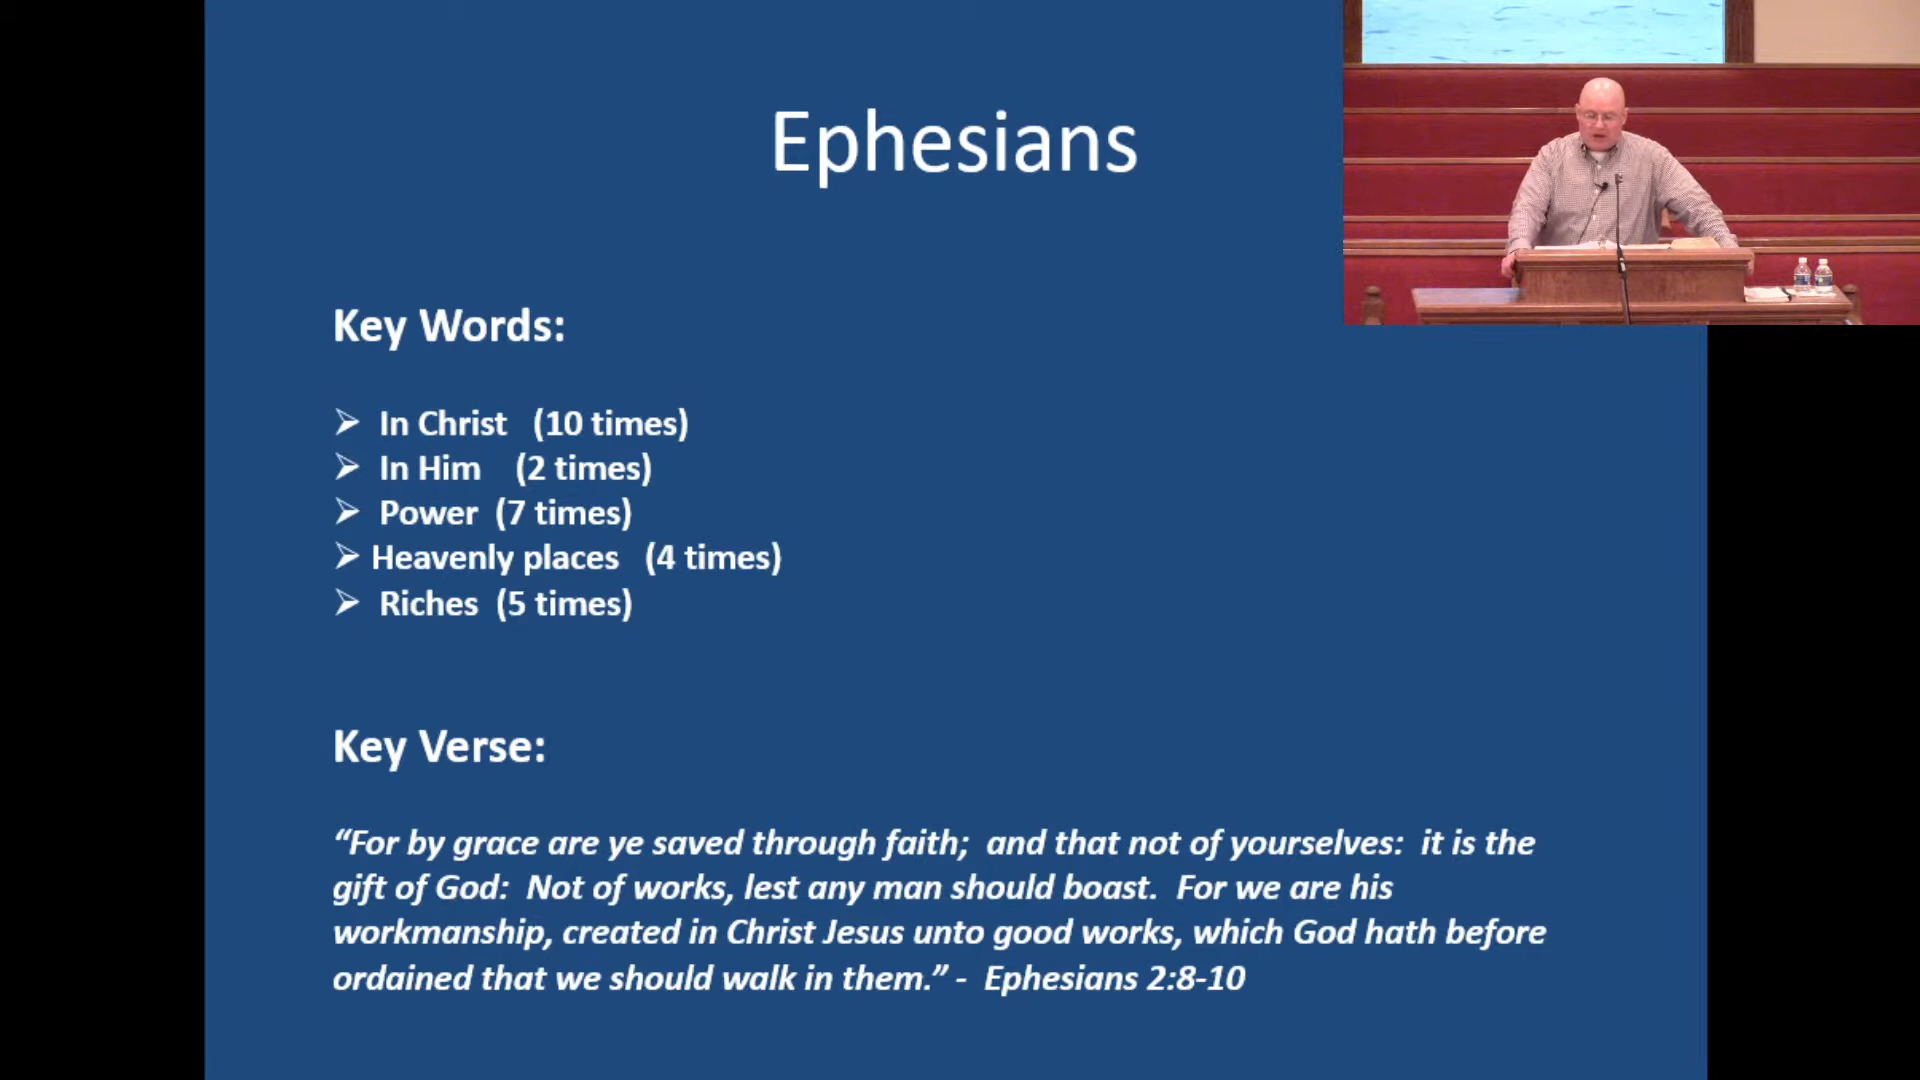 Ephesians
Key Words:
In Christ (10 times)
In Him (2 times)
Power (7 times)
Heavenly places (4 times)
Riches (5 times)
Key Verse:
“For by grace are ye saved through faith; and that not of yourselves: it is the
gift of God: Not of works, lest any man should boast. For we are his
workmanship, created in Christ Jesus unto good works, which God hath before
ordained that we should walk in them.” - Ephesians 2:8-10